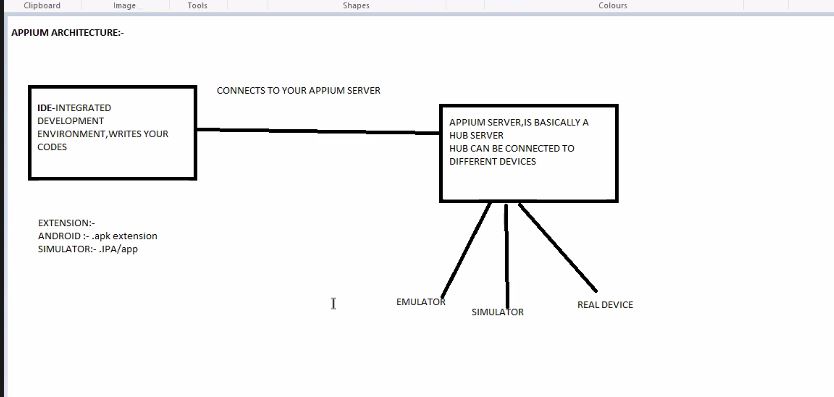 Clipboard
Image
Tools
Shapes
Colours
APPIUM ARCHITECTURE:-
CONNECTS TO YOUR APPIUM SERVER
IDE-INTEGRATED
DEVELOPMENT
ENVIRONMENT,WRITES YOUR
CODES
APPIUM SERVER,IS BASICALLY A
HUB SERVER
HUB CAN BE CONNECTED TO
DIFFERENT DEVICES
EXTENSION:-
ANDROID :- .apk extension
SIMULATOR:- .IPA/app
EMULATOR
SIMULATOR
REAL DEVICE